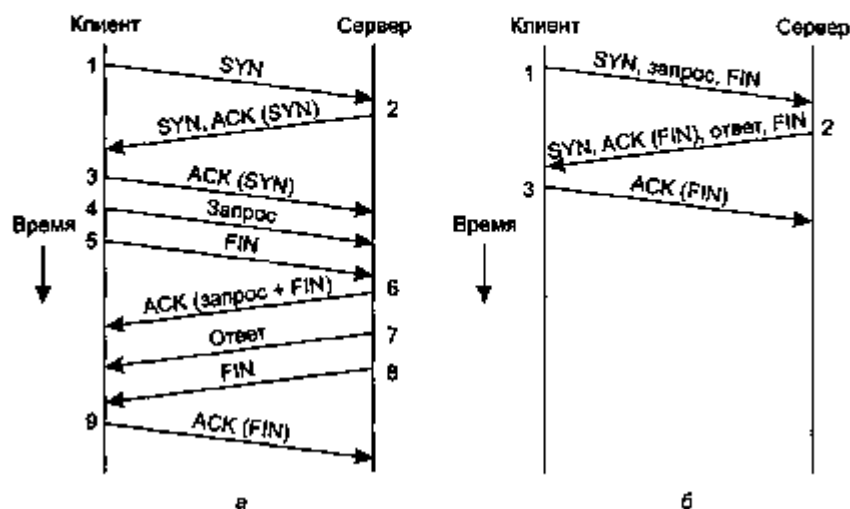 Клиент
Сервер
1
SYN
2
SYN, ACK (SYN)
3
ACK (SYN)
4
Запрос
Время
5
FIN
6
ACK (запрос + FIN)
7
Ответ
8
FIN
9
ACK (FIN)
а
Клиент
Сервер
1
SYN, запрос, FIN
2
SYN, ACK (FIN), ответ, FIN
3
ACK (FIN)
Время
б